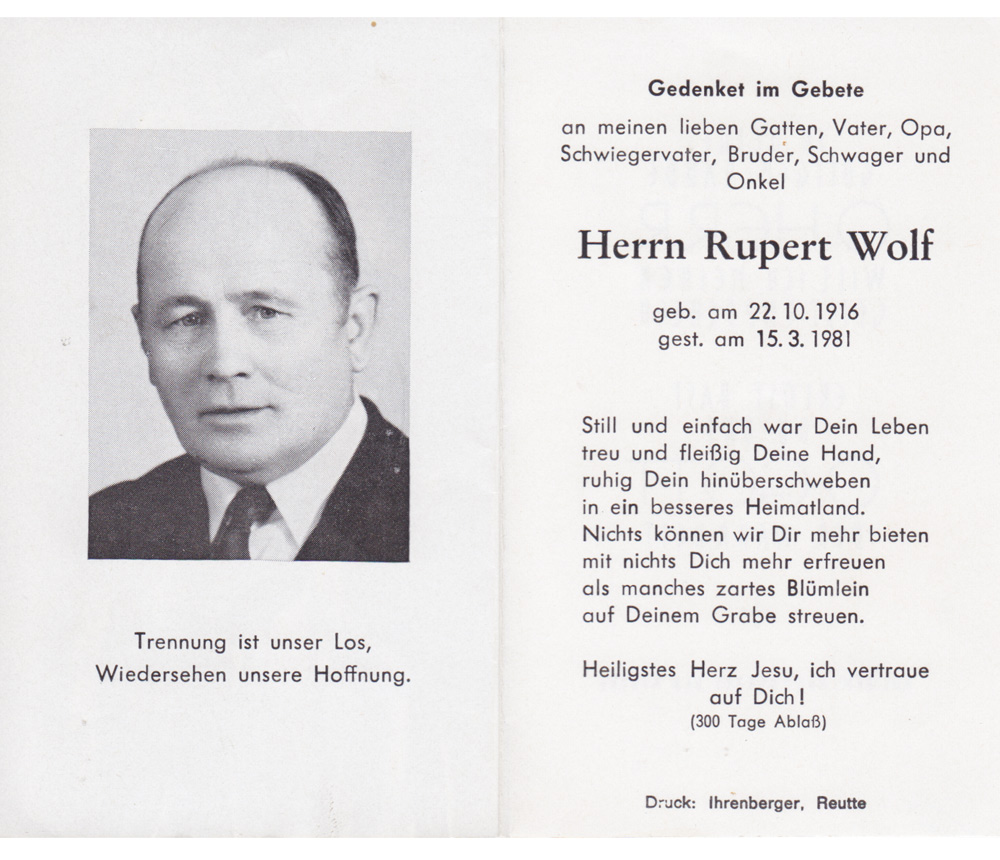 Trennung ist unser Los,
Wiedersehen unsere Hoffnung.
Gedenket im Gebete
an meinen lieben Gatten, Vater, Opa,
Schwiegervater, Bruder, Schwager und
Onkel
Herrn Rupert Wolf
geb. am 22. 10. 1916
gest. am 15. 3. 1981
Still und einfach war Dein Leben
treu und fleißig Deine Hand,
ruhig Dein hinüberschweben
in ein besseres Heimatland.
Nichts können wir Dir mehr bieten
mit nichts Dich mehr erfreuen
als manches zartes Blümlein
auf Deinem Grabe streuen.
Heiligstes Herz Jesu, ich vertraue
auf Dich!
(300 Tage Ablaß)
Druck: Ihrenberger, Reutte